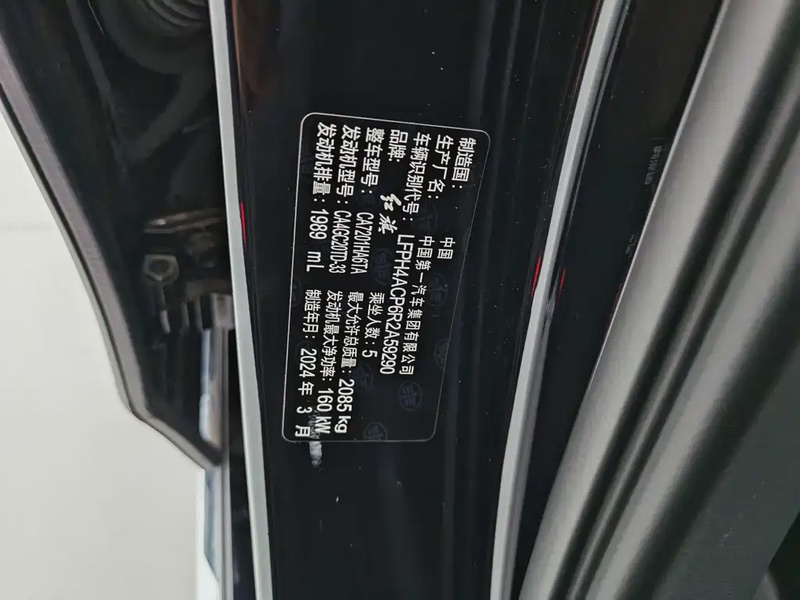 制造国： 中国
生产厂名： 中国第一汽车集团有限公司
车辆识别代号： LFPH4ACP6R2A59290
品牌： 红旗 乘坐人数：5
整车型号：CA7201HA6TA 最大允许总质量：2085 kg
发动机型号：CA4GC20TD-33 发动机最大净功率：160 kW
发动机排量：1989 mL 制造年月：2024 年 3 月